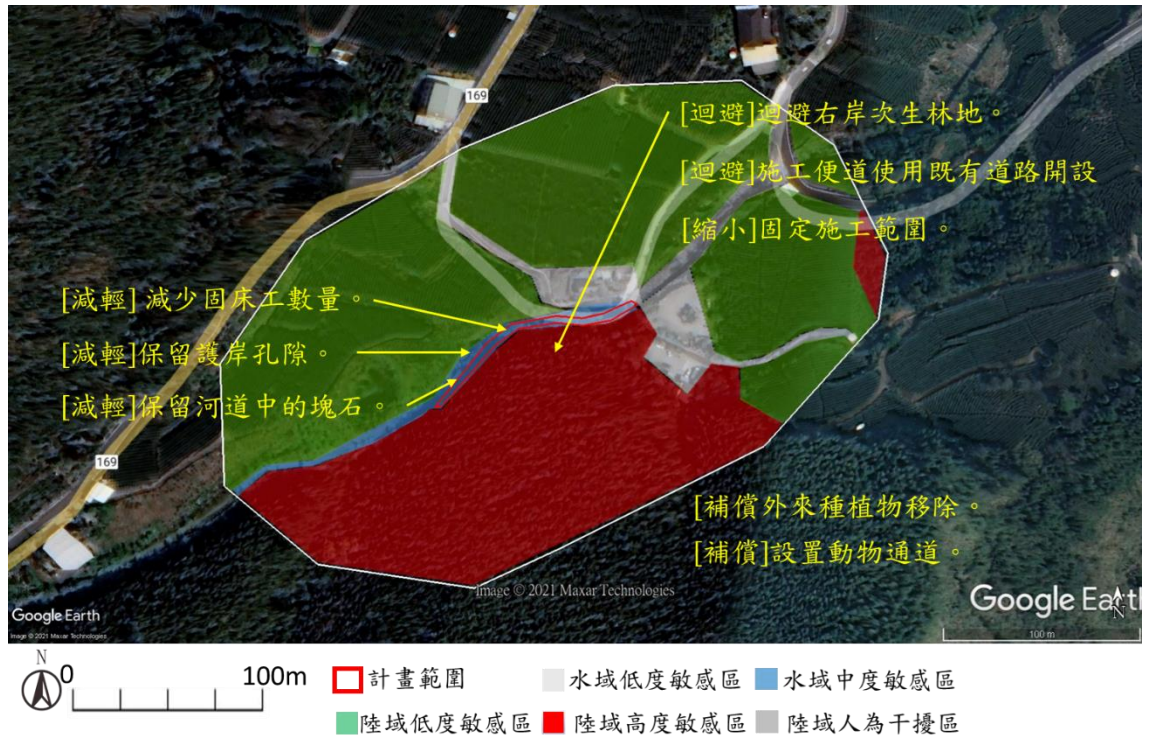 169
[迴避]迴避右岸次生林地。
[迴避]施工便道使用既有道路開設
[縮小]固定施工範圍。
[減輕] 減少固床工數量。
[減輕]保留護岸孔隙。
[減輕]保留河道中的塊石。
169
[補償外來種植物移除。
[補償]設置動物通道。
Image © 2021 Maxar Technologies
Google Earth
Image © 2021 Maxar Technologies
Google Earth
N
100 m
N
0 100m
計畫範圍 水域低度敏感區 水域中度敏感區
陸域低度敏感區 陸域高度敏感區 陸域人為干擾區